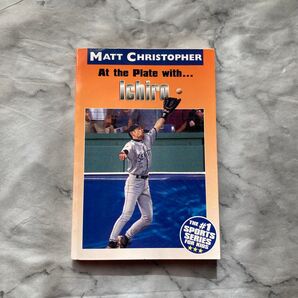 MATT CHRISTOPHER
At the Plate with...
Ichiro
THE #1
SPORTS
SERIES
FOR KIDS